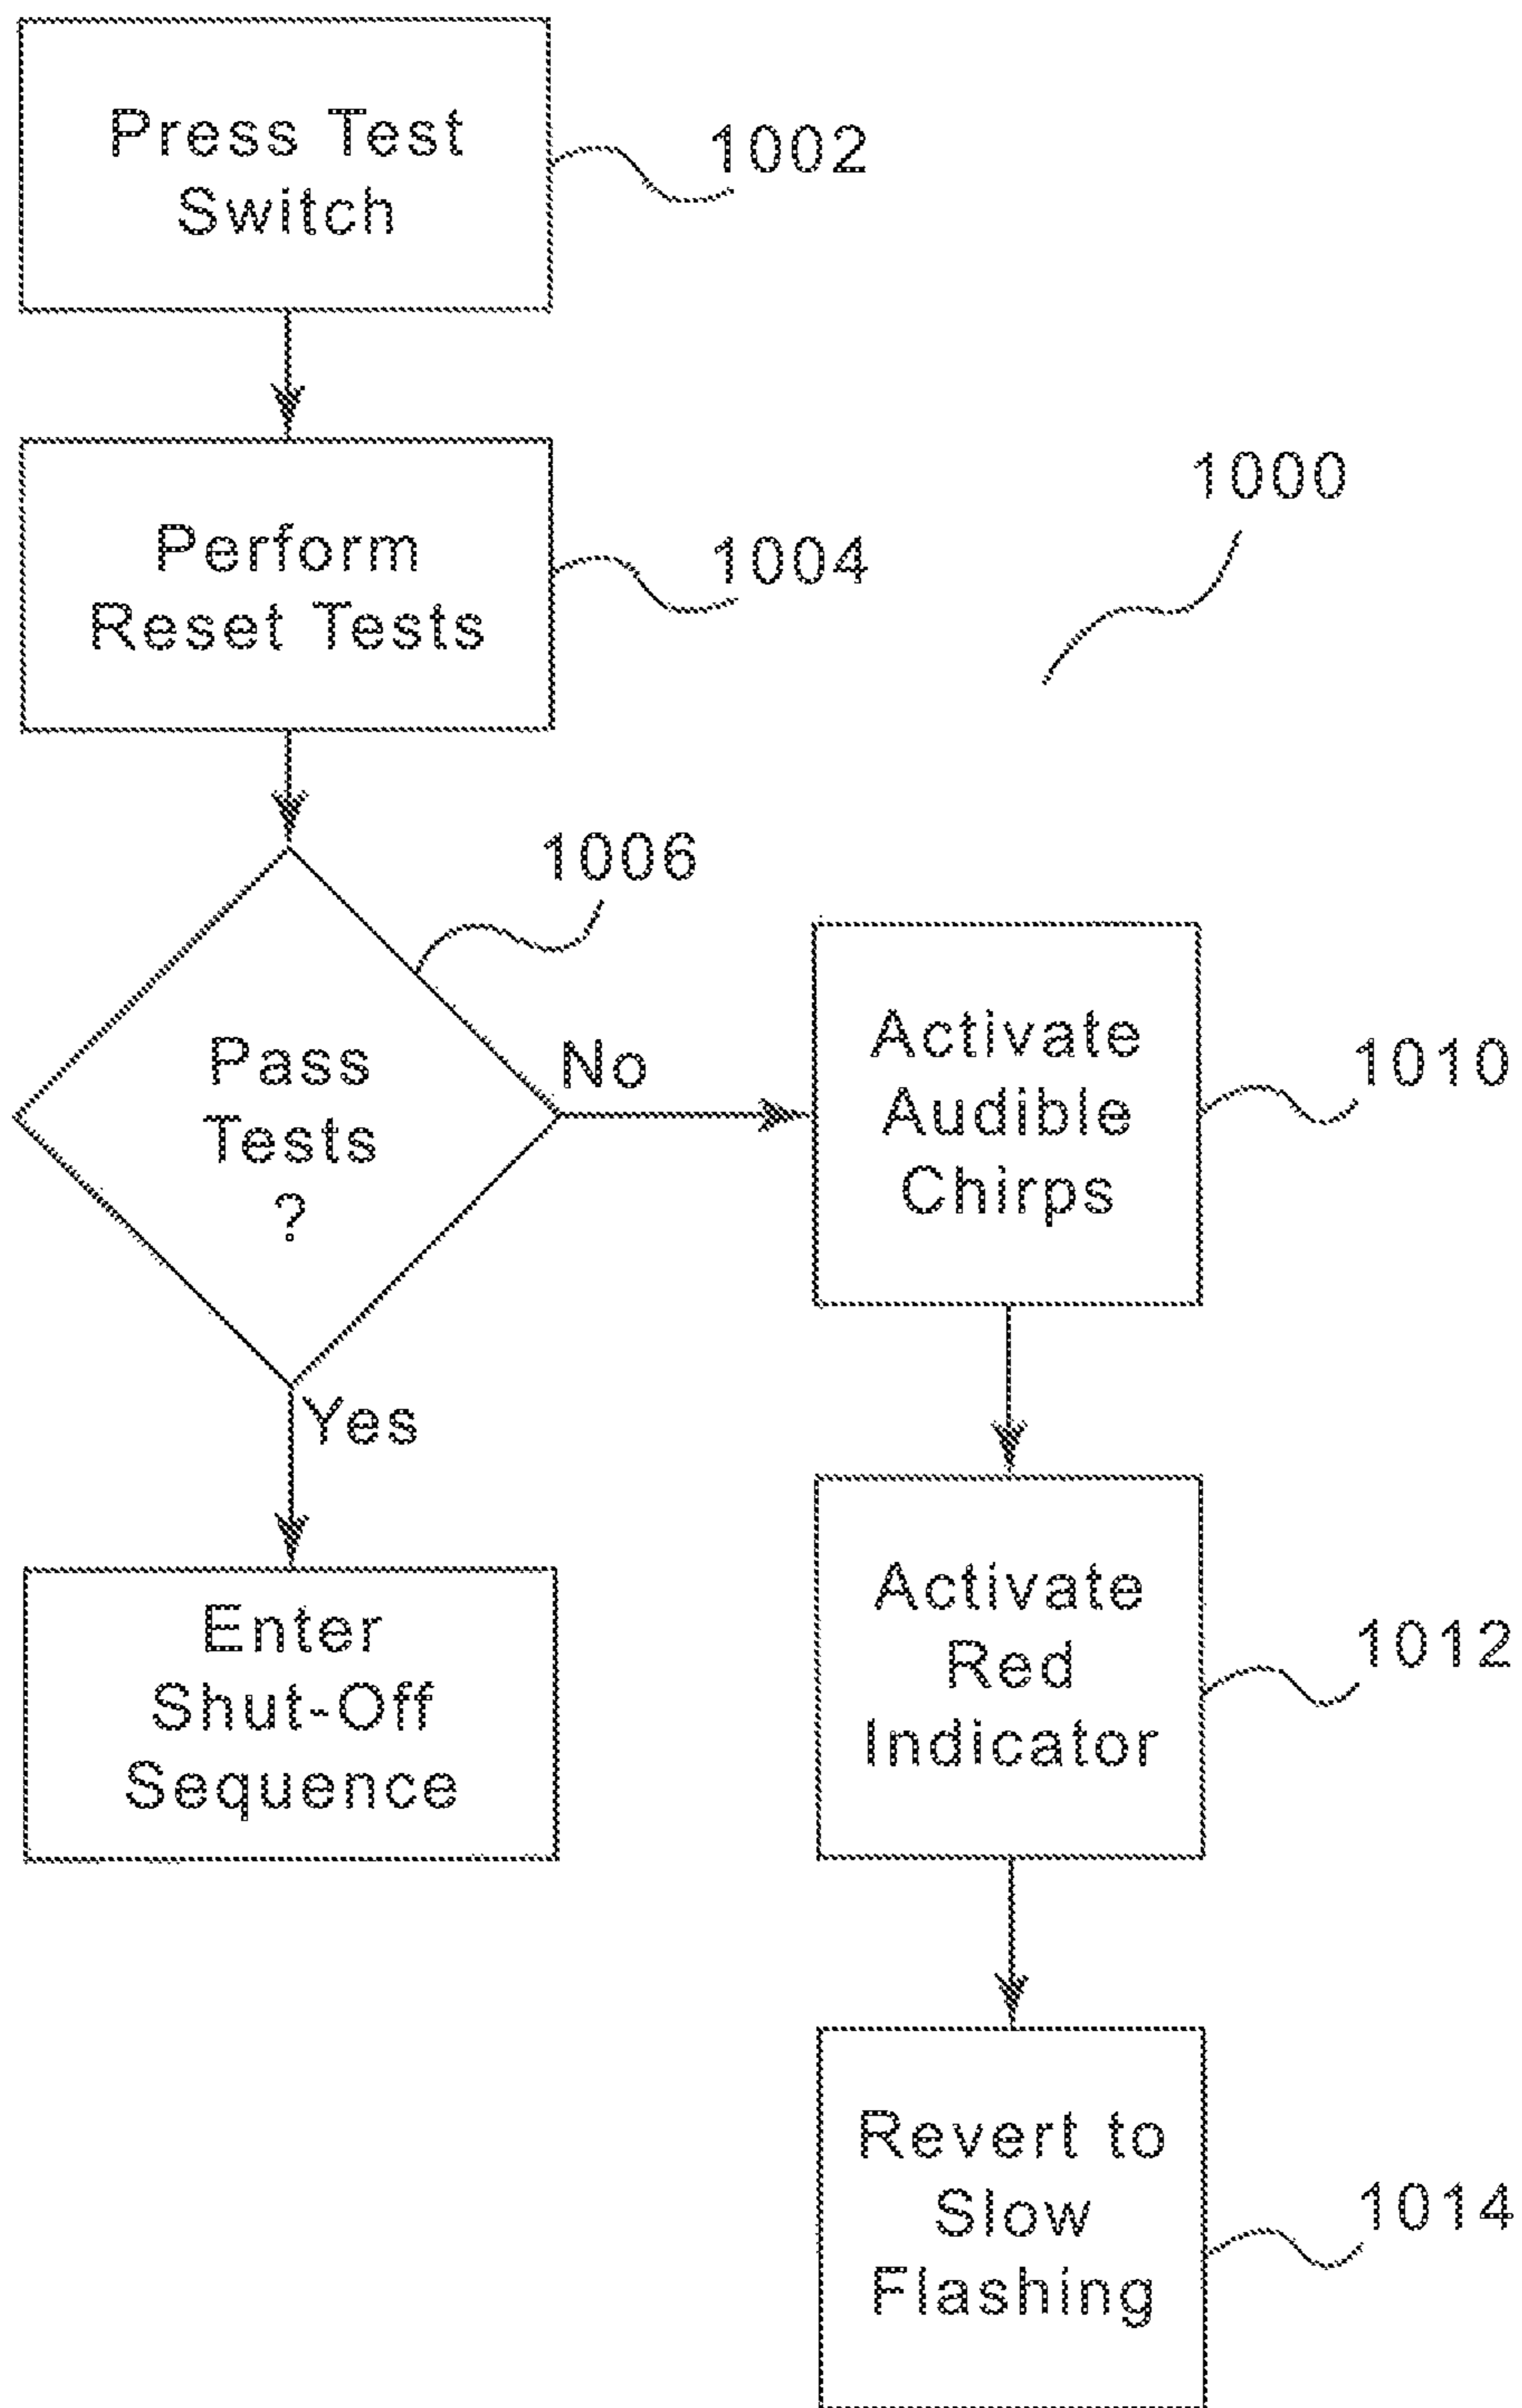 Press Test
Switch
1002
Perform
Reset Tests
1004
1000
1006
Pass
Tests
?
No
Yes
Activate
Audible
Chirps
1010
Enter
Shut-Off
Sequence
Activate
Red
Indicator
1012
Revert to
Slow
Flashing
1014